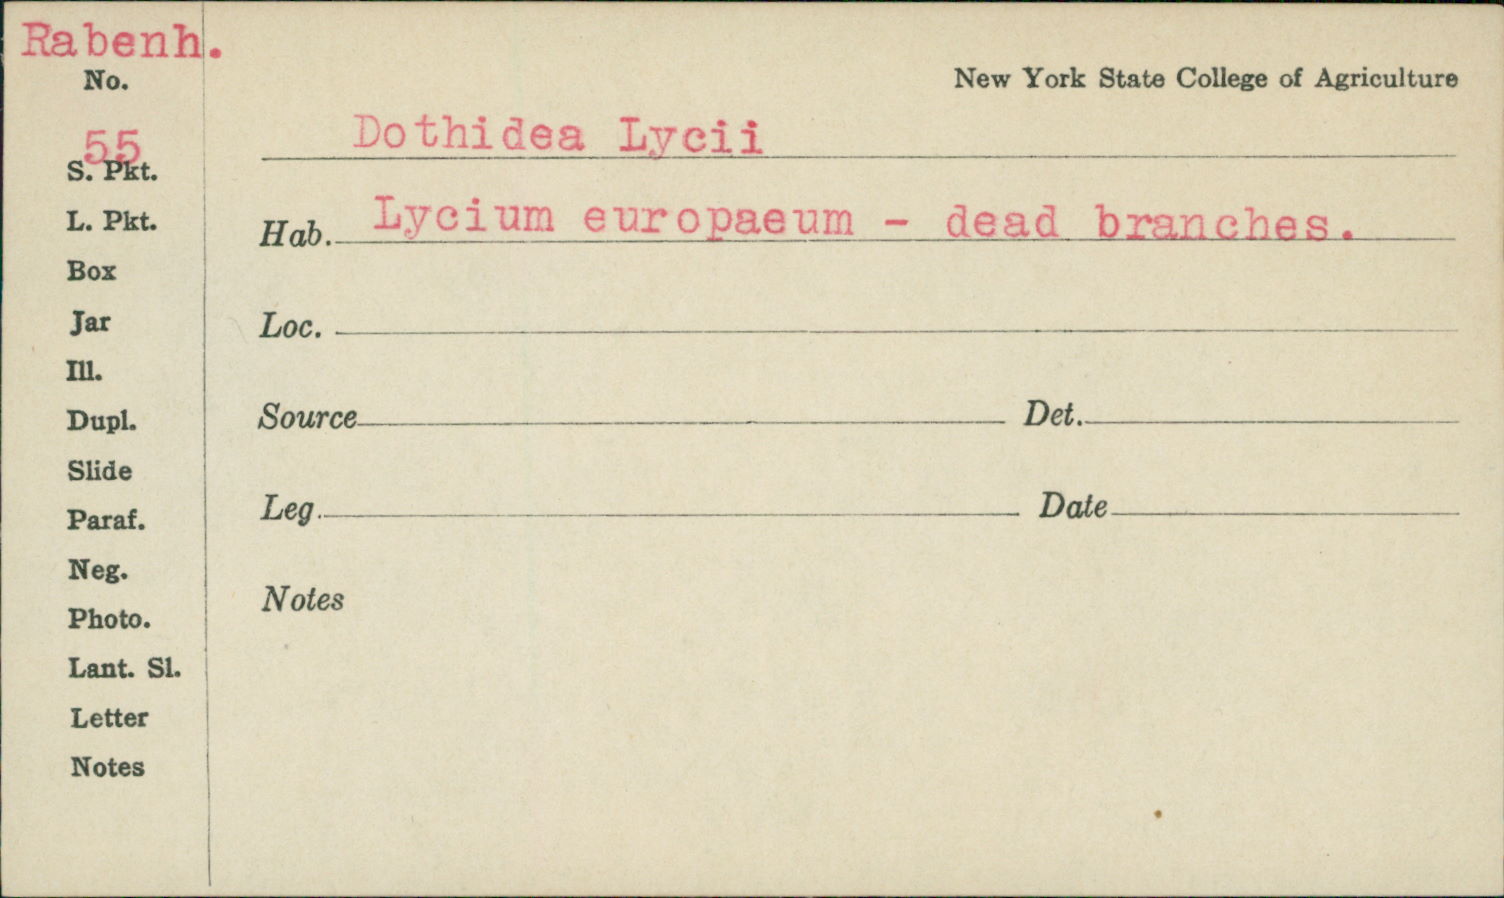 Rabenh.
No.
New York State College of Agriculture
55
Dothidea Lycii
S. Pkt.
L. Pkt.
Hab. Lycium europaeum - dead branches.
Box
Jar
Loc.
Ill.
Dupl.
Source Det.
Slide
Paraf.
Leg. Date
Neg.
Photo.
Notes
Lant. Sl.
Letter
Notes